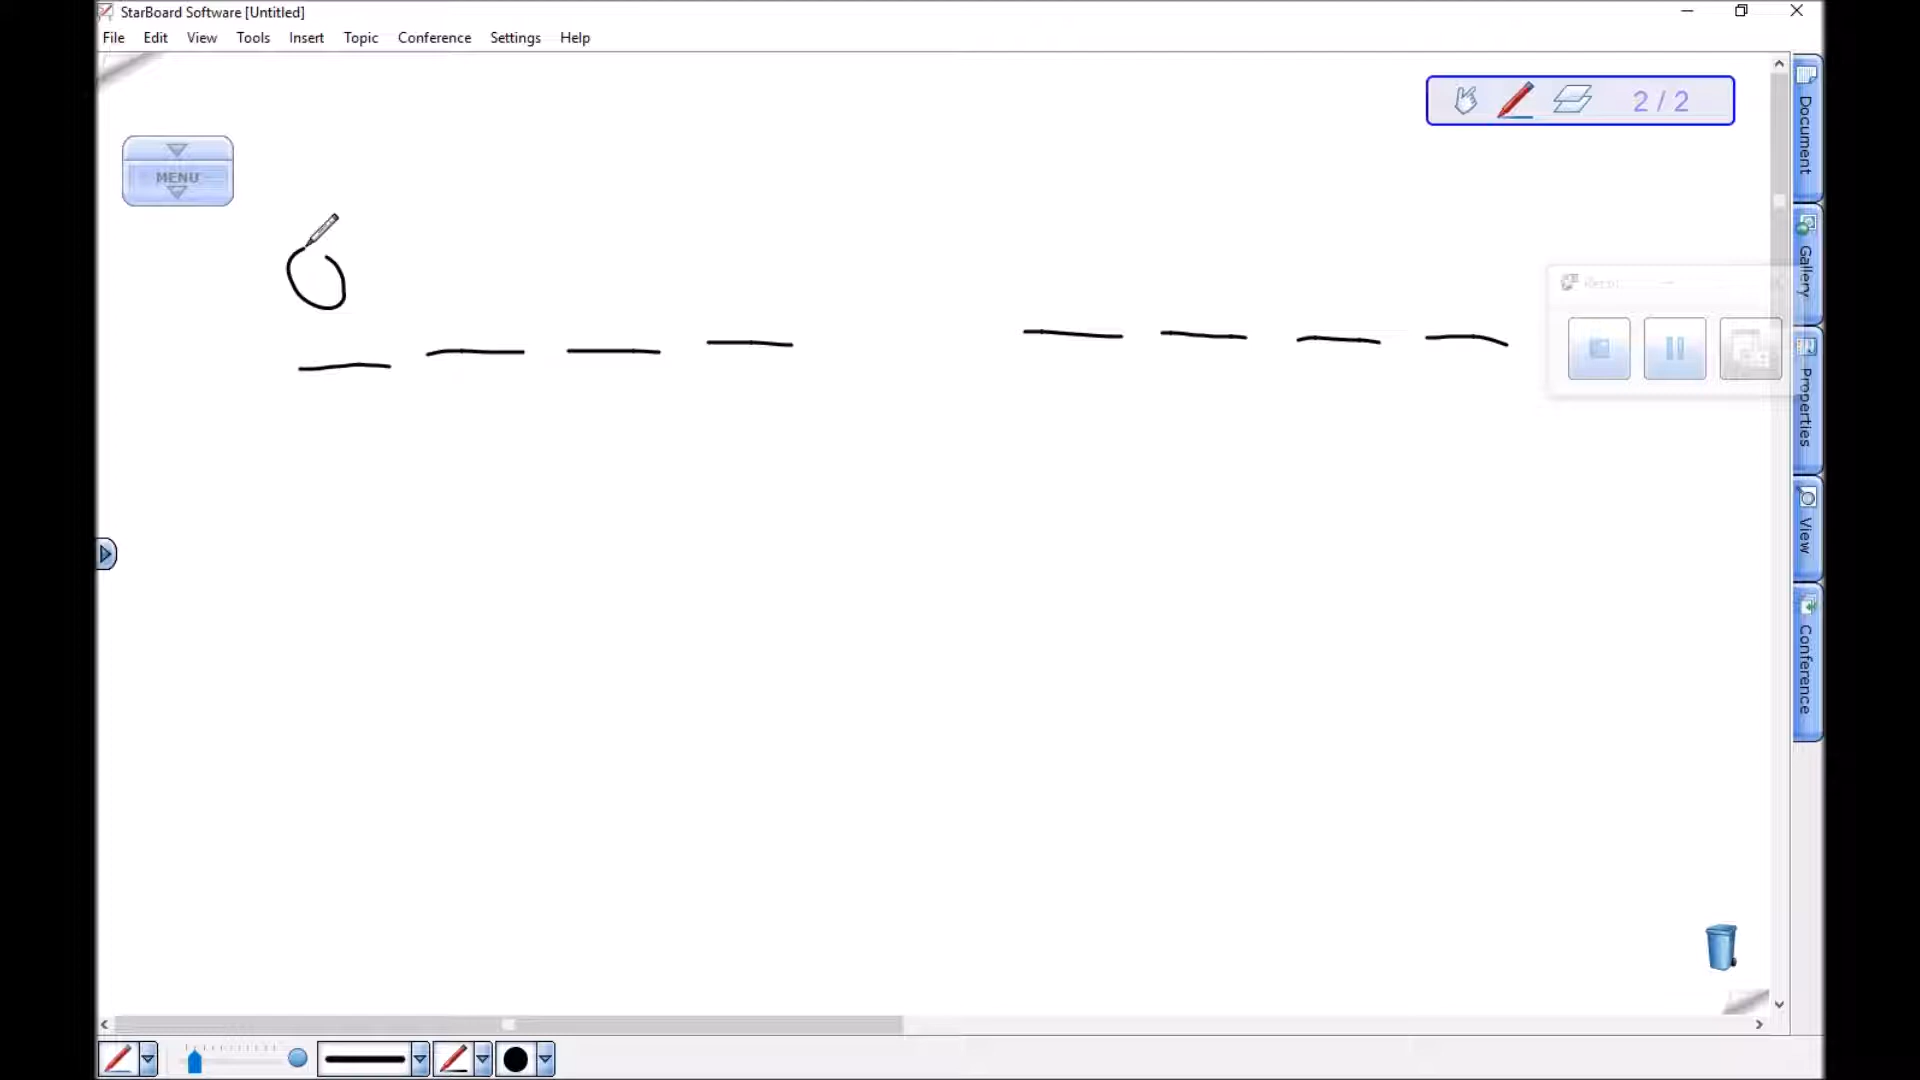 StarBoard Software [Untitled]
File Edit View Tools Insert Topic Conference Settings Help
2 / 2
MENU
Document
Gallery
Properties
View
Conference